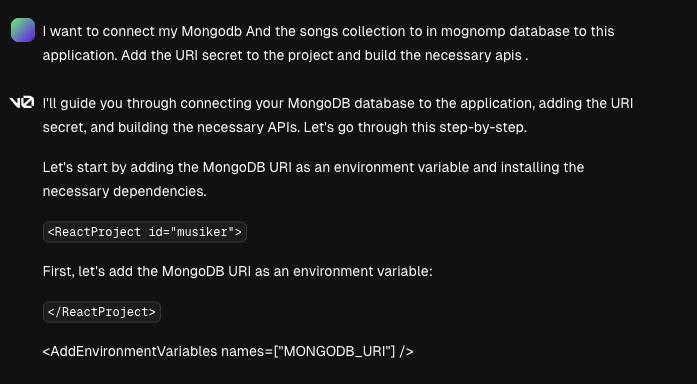 I want to connect my Mongodb And the songs collection to in mognomp database to this
application. Add the URI secret to the project and build the necessary apis .
v0
I'll guide you through connecting your MongoDB database to the application, adding the URI
secret, and building the necessary APIs. Let's go through this step-by-step.
Let's start by adding the MongoDB URI as an environment variable and installing the
necessary dependencies.
<ReactProject id="musiker">
First, let's add the MongoDB URI as an environment variable:
</ReactProject>
<AddEnvironmentVariables names=["MONGODB_URI"] />